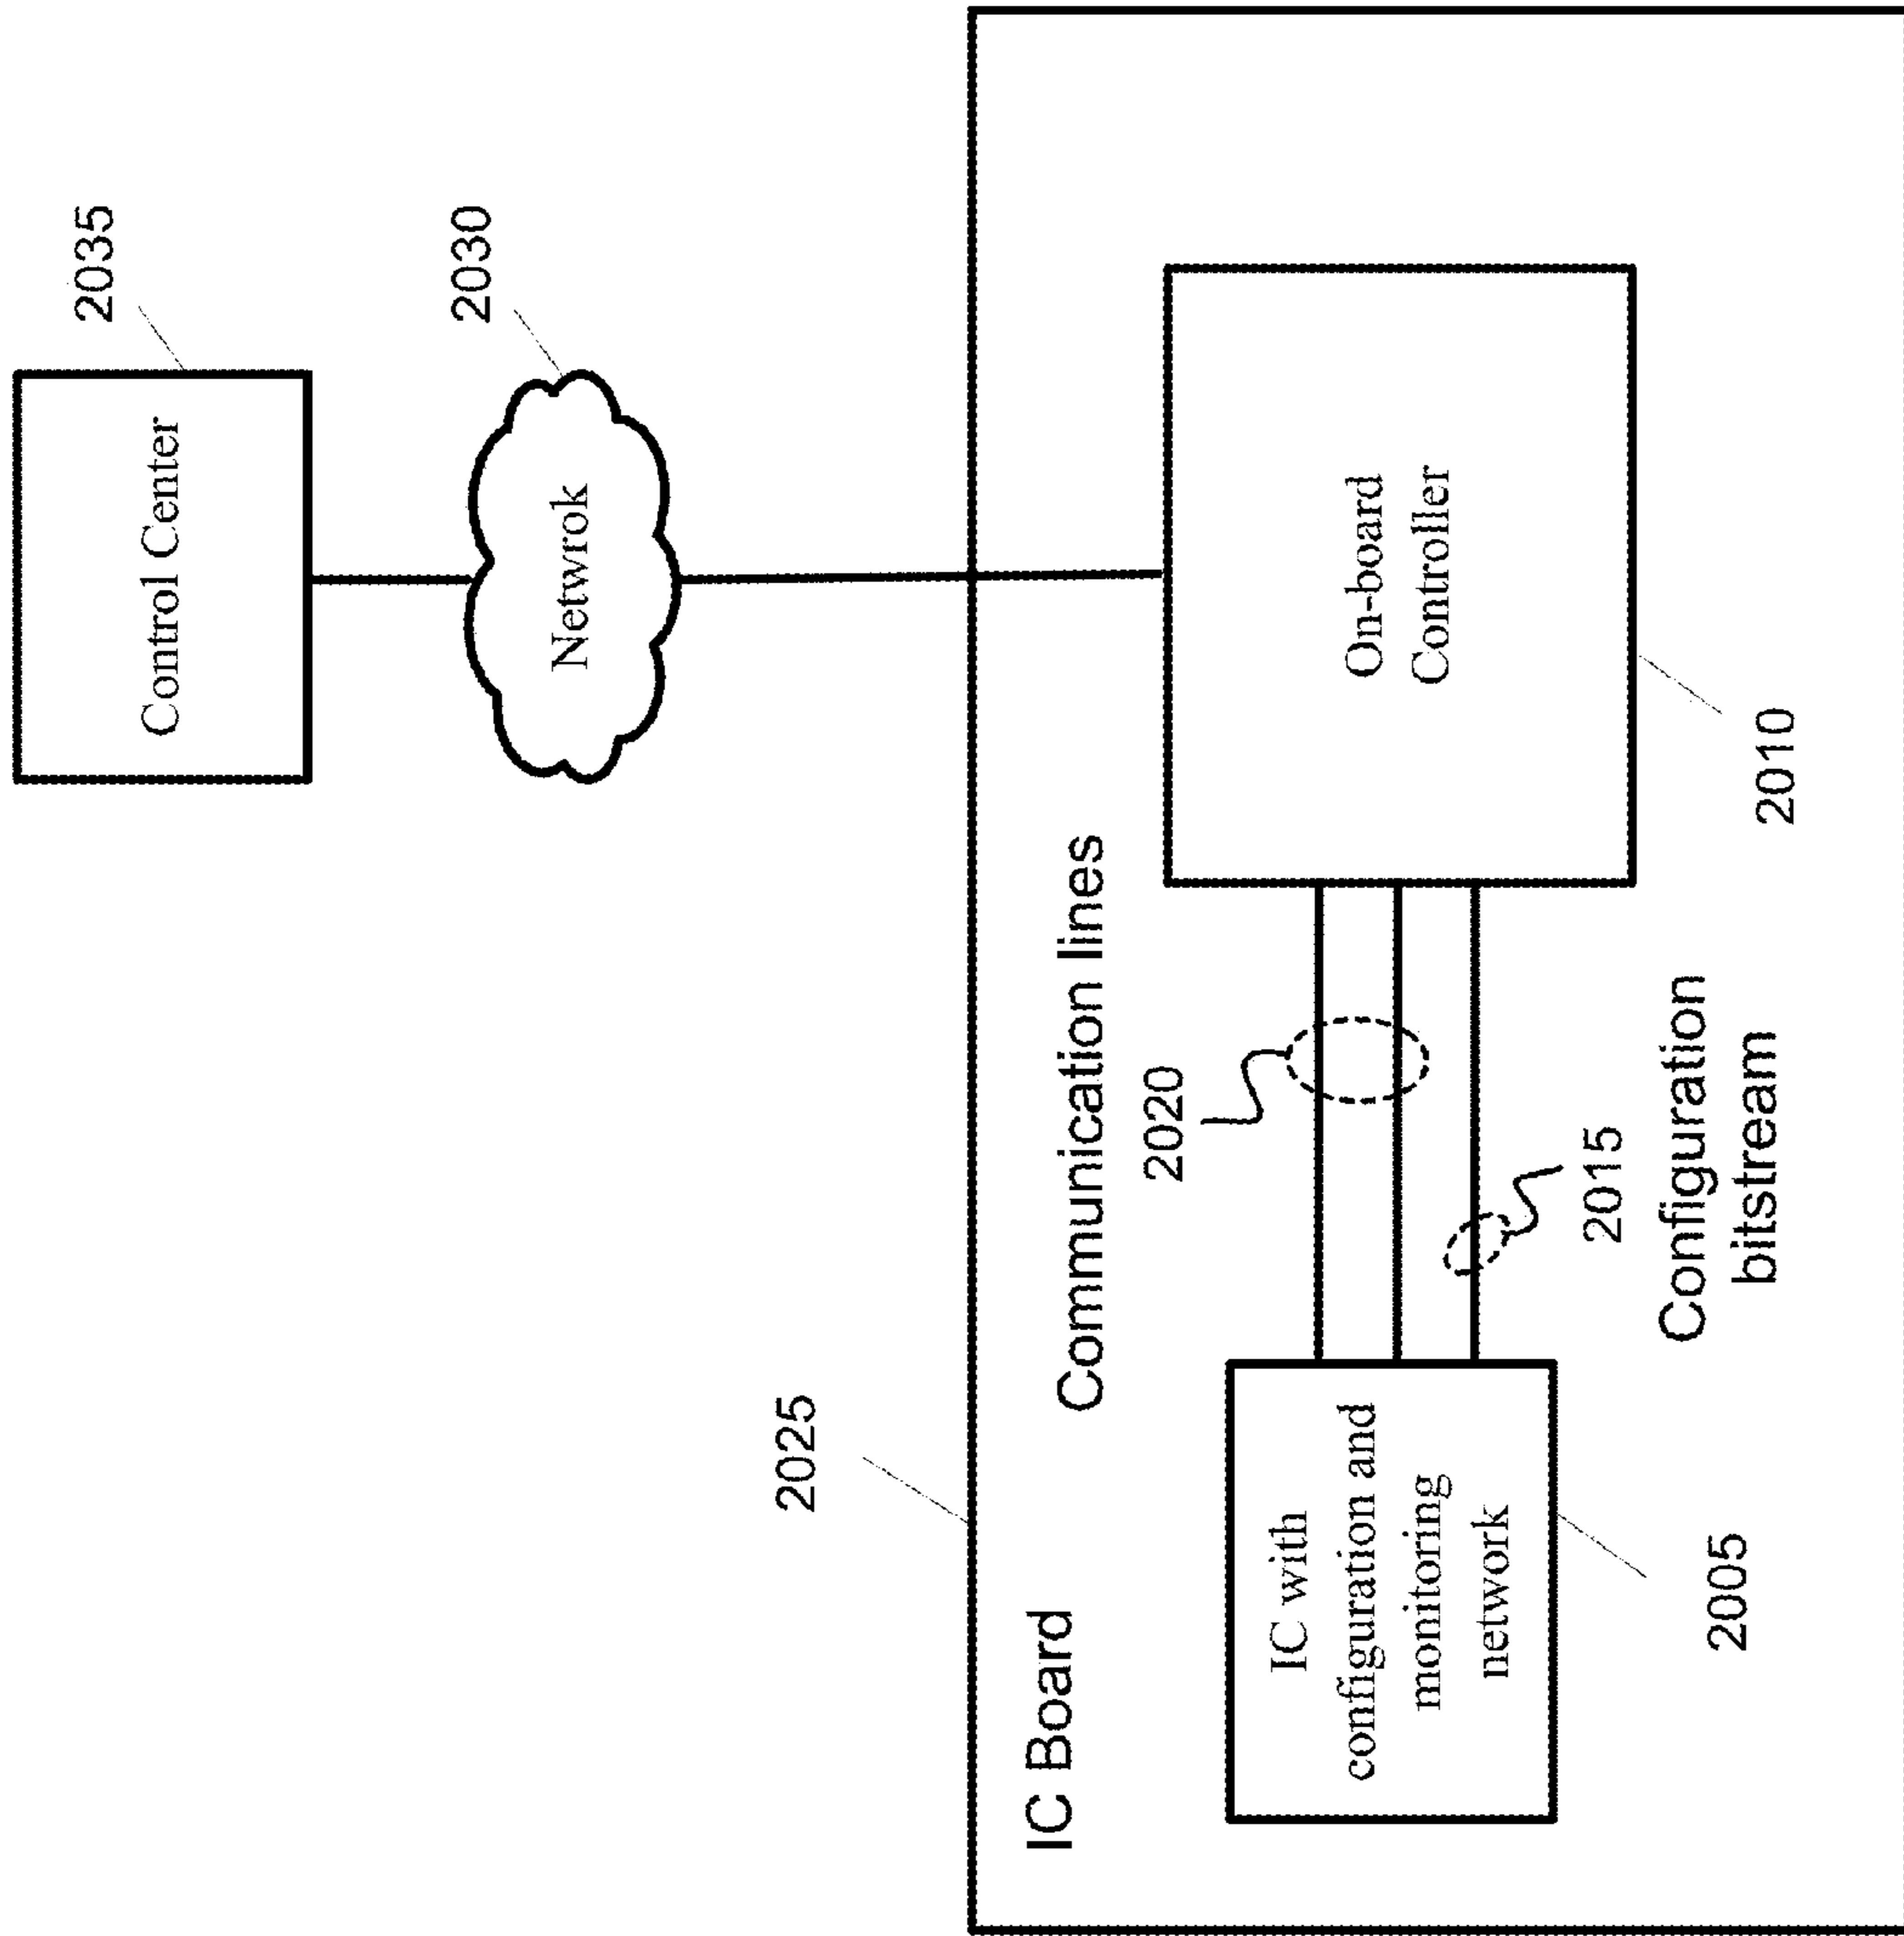 Control Center
2035
Netwrok
2030
2025
IC Board
Communication lines
2020
IC with
configuration and
monitoring
network
On-board
Controller
2015
2005
Configuration
bitstream
2010